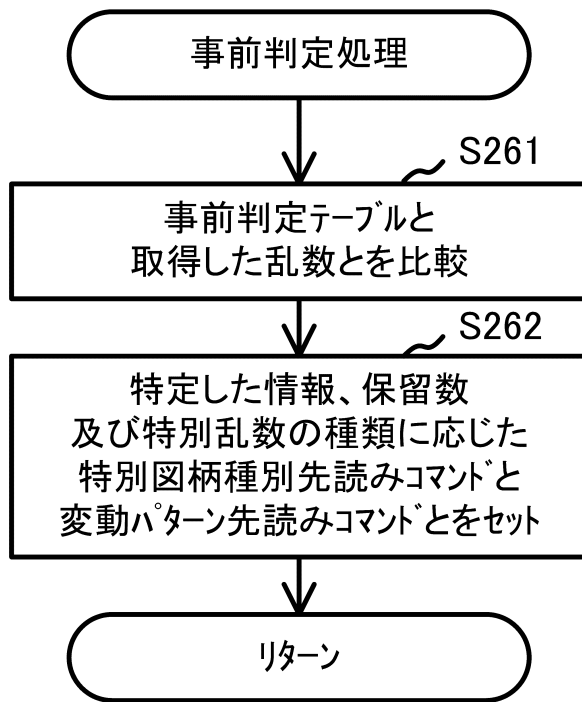 事前判定処理
S261
事前判定ﾃｰﾌﾞﾙと
取得した乱数とを比較
S262
特定した情報、保留数
及び特別乱数の種類に応じた
特別図柄種別先読みｺﾏﾝﾄﾞと
変動ﾊﾟﾀｰﾝ先読みｺﾏﾝﾄﾞとをセット
ﾘﾀｰﾝ